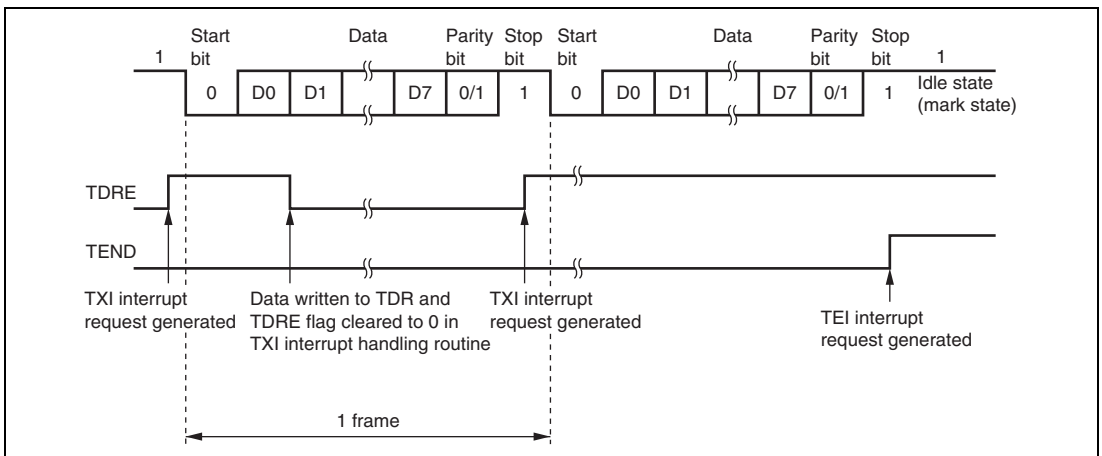 Start bit
Data
Parity bit
Stop bit
Start bit
Data
Parity bit
Stop bit
1
1
0
D0
D1
D7
0/1
1
0
D0
D1
D7
0/1
1
Idle state
(mark state)
TDRE
TEND
TXI interrupt
request generated
Data written to TDR and
TDRE flag cleared to 0 in
TXI interrupt handling routine
TXI interrupt
request generated
TEI interrupt
request generated
1 frame